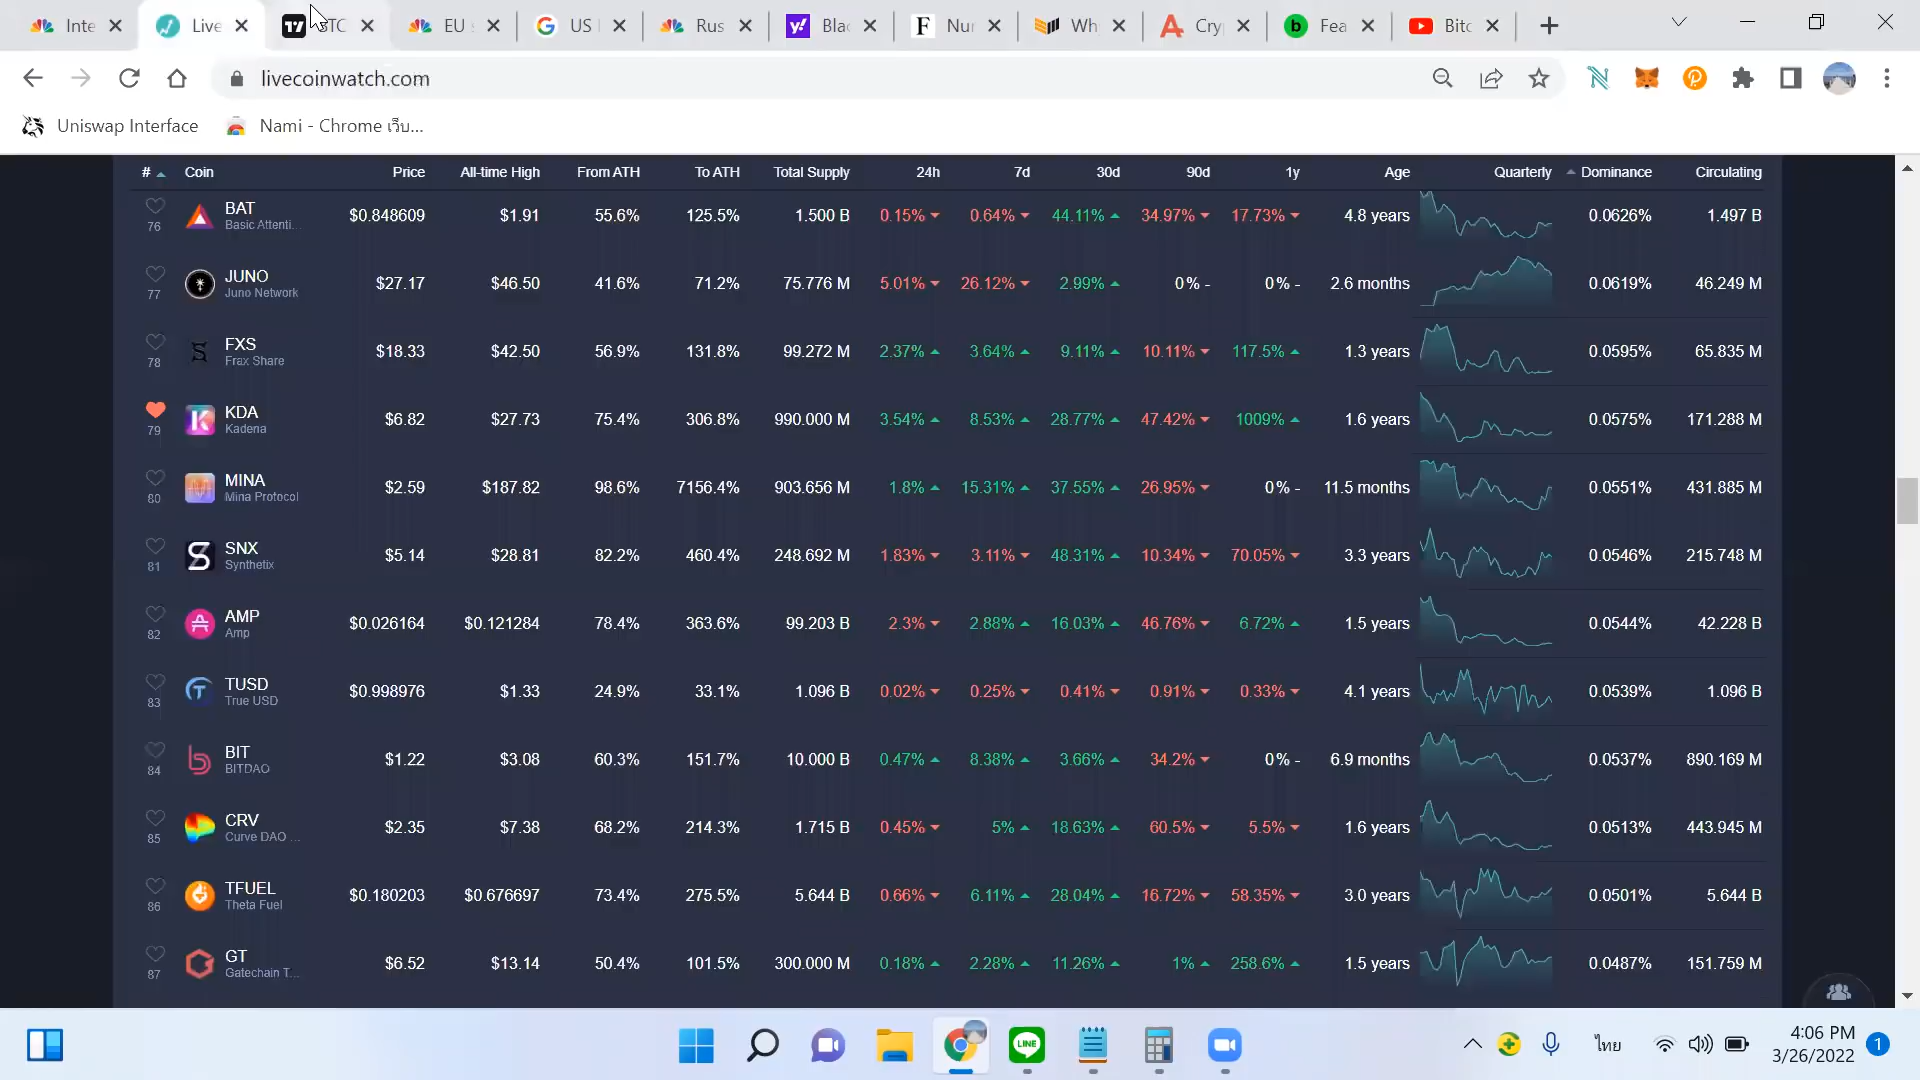 Inte Live BTC EU US Rus Blac Nur Wh Cry Fea Bitc
livecoinwatch.com
Uniswap Interface Nami - Chrome เว็บ...
# Coin Price All-time High From ATH To ATH Total Supply 24h 7d 30d 90d 1y Age Quarterly Dominance Circulating
76 BAT Basic Attenti... $0.848609 $1.91 55.6% 125.5% 1.500 B 0.15% 0.64% 44.11% 34.97% 17.73% 4.8 years 0.0626% 1.497 B
77 JUNO Juno Network $27.17 $46.50 41.6% 71.2% 75.776 M 5.01% 26.12% 2.99% 0% - 0% - 2.6 months 0.0619% 46.249 M
78 FXS Frax Share $18.33 $42.50 56.9% 131.8% 99.272 M 2.37% 3.64% 9.11% 10.11% 117.5% 1.3 years 0.0595% 65.835 M
79 KDA Kadena $6.82 $27.73 75.4% 306.8% 990.000 M 3.54% 8.53% 28.77% 47.42% 1009% 1.6 years 0.0575% 171.288 M
80 MINA Mina Protocol $2.59 $187.82 98.6% 7156.4% 903.656 M 1.8% 15.31% 37.55% 26.95% 0% - 11.5 months 0.0551% 431.885 M
81 SNX Synthetix $5.14 $28.81 82.2% 460.4% 248.692 M 1.83% 3.11% 48.31% 10.34% 70.05% 3.3 years 0.0546% 215.748 M
82 AMP Amp $0.026164 $0.121284 78.4% 363.6% 99.203 B 2.3% 2.88% 16.03% 46.76% 6.72% 1.5 years 0.0544% 42.228 B
83 TUSD True USD $0.998976 $1.33 24.9% 33.1% 1.096 B 0.02% 0.25% 0.41% 0.91% 0.33% 4.1 years 0.0539% 1.096 B
84 BIT BITDAO $1.22 $3.08 60.3% 151.7% 10.000 B 0.47% 8.38% 3.66% 34.2% 0% - 6.9 months 0.0537% 890.169 M
85 CRV Curve DAO ... $2.35 $7.38 68.2% 214.3% 1.715 B 0.45% 5% 18.63% 60.5% 5.5% 1.6 years 0.0513% 443.945 M
86 TFUEL Theta Fuel $0.180203 $0.676697 73.4% 275.5% 5.644 B 0.66% 6.11% 28.04% 16.72% 58.35% 3.0 years 0.0501% 5.644 B
87 GT Gatechain T... $6.52 $13.14 50.4% 101.5% 300.000 M 0.18% 2.28% 11.26% 1% 258.6% 1.5 years 0.0487% 151.759 M
LINE ไทย 4:06 PM 1
3/26/2022